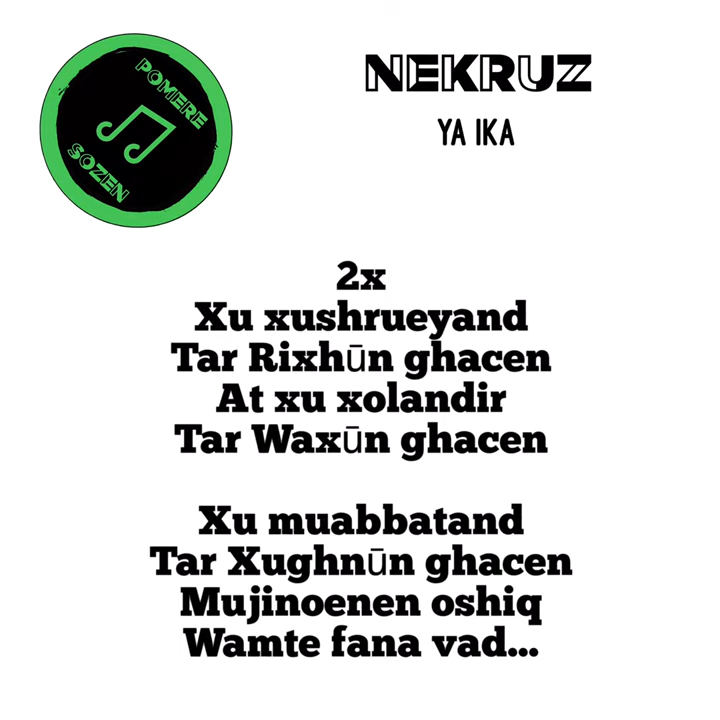 POMERE
SOZEN
NEKRUZ
YA IKA
2x
Xu xushrueyand
Tar Rixhūn ghacen
At xu xolandir
Tar Waxūn ghacen
Xu muabbatand
Tar Xughnūn ghacen
Mujinoenen oshiq
Wamte fana vad...